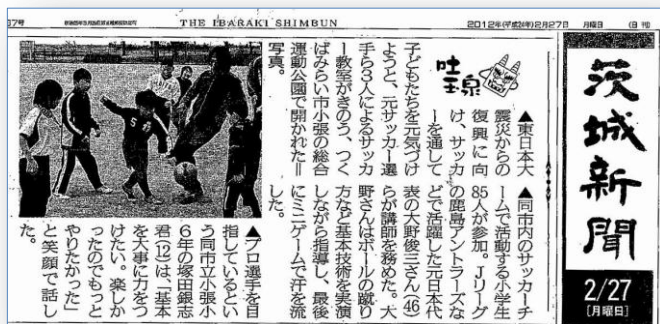 07号
THE IBARAKI SHIMBUN
2012年(平成24年)2月27日 月曜日 (日刊)
茨城新聞
2/27
[月曜日]
吐玉泉
▲東日本大
震災からの
復興に向
け、サッカ
ーを通して
子どもたちを元気づけ
ようと、元サッカー選
手ら3人によるサッカ
ー教室がきのう、つく
ばみらい市小張の総合
運動公園で開かれた＝
写真。
▲同市内のサッカーチ
ームで活動する小学生
85人が参加。Jリーグ
の鹿島アントラーズな
どで活躍した元日本代
表の大野俊三さん(46)
らが講師を務めた。大
野さんはボールの蹴り
方など基本技術を実演
しながら指導し、最後
にミニゲームで汗を流
した。
▲プロ選手を目
指しているとい
う同市立小張小
6年の塚田銀志
君(12)は「基本
を大事に力をつ
けたい。楽しか
ったのでもっと
やりたかった」
と笑顔で話し
た。